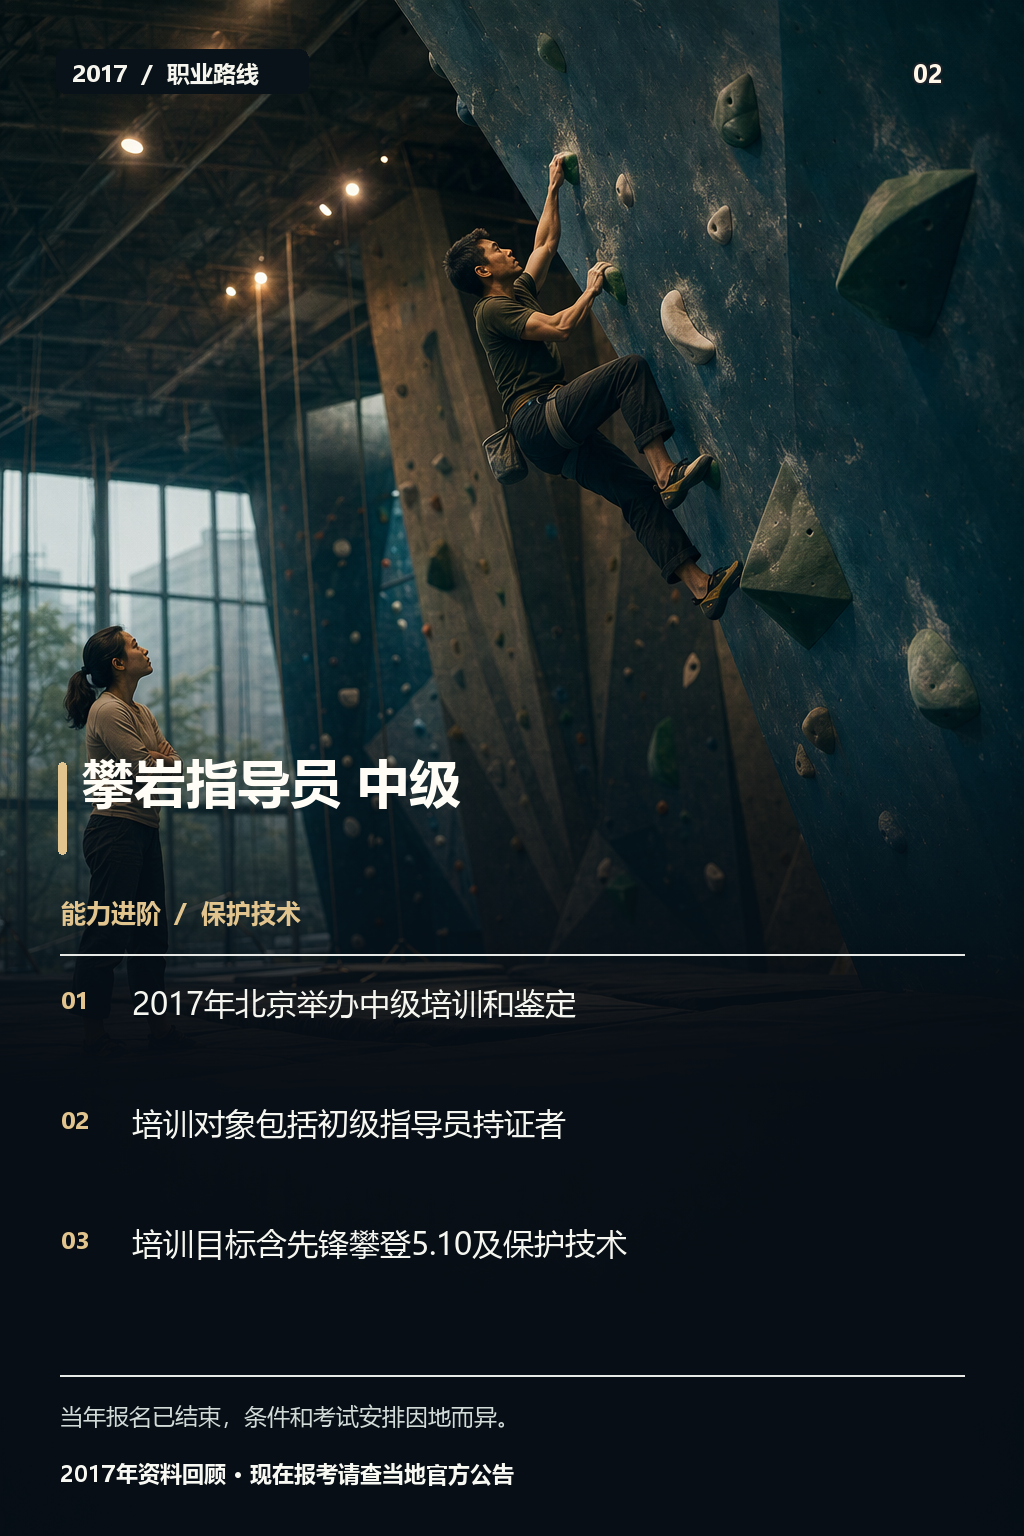 2017 / 职业路线
02
攀岩指导员 中级
能力进阶 / 保护技术
01 2017年北京举办中级培训和鉴定
02 培训对象包括初级指导员持证者
03 培训目标含先锋攀登5.10及保护技术
当年报名已结束，条件和考试安排因地而异。
2017年资料回顾 • 现在报考请查当地官方公告